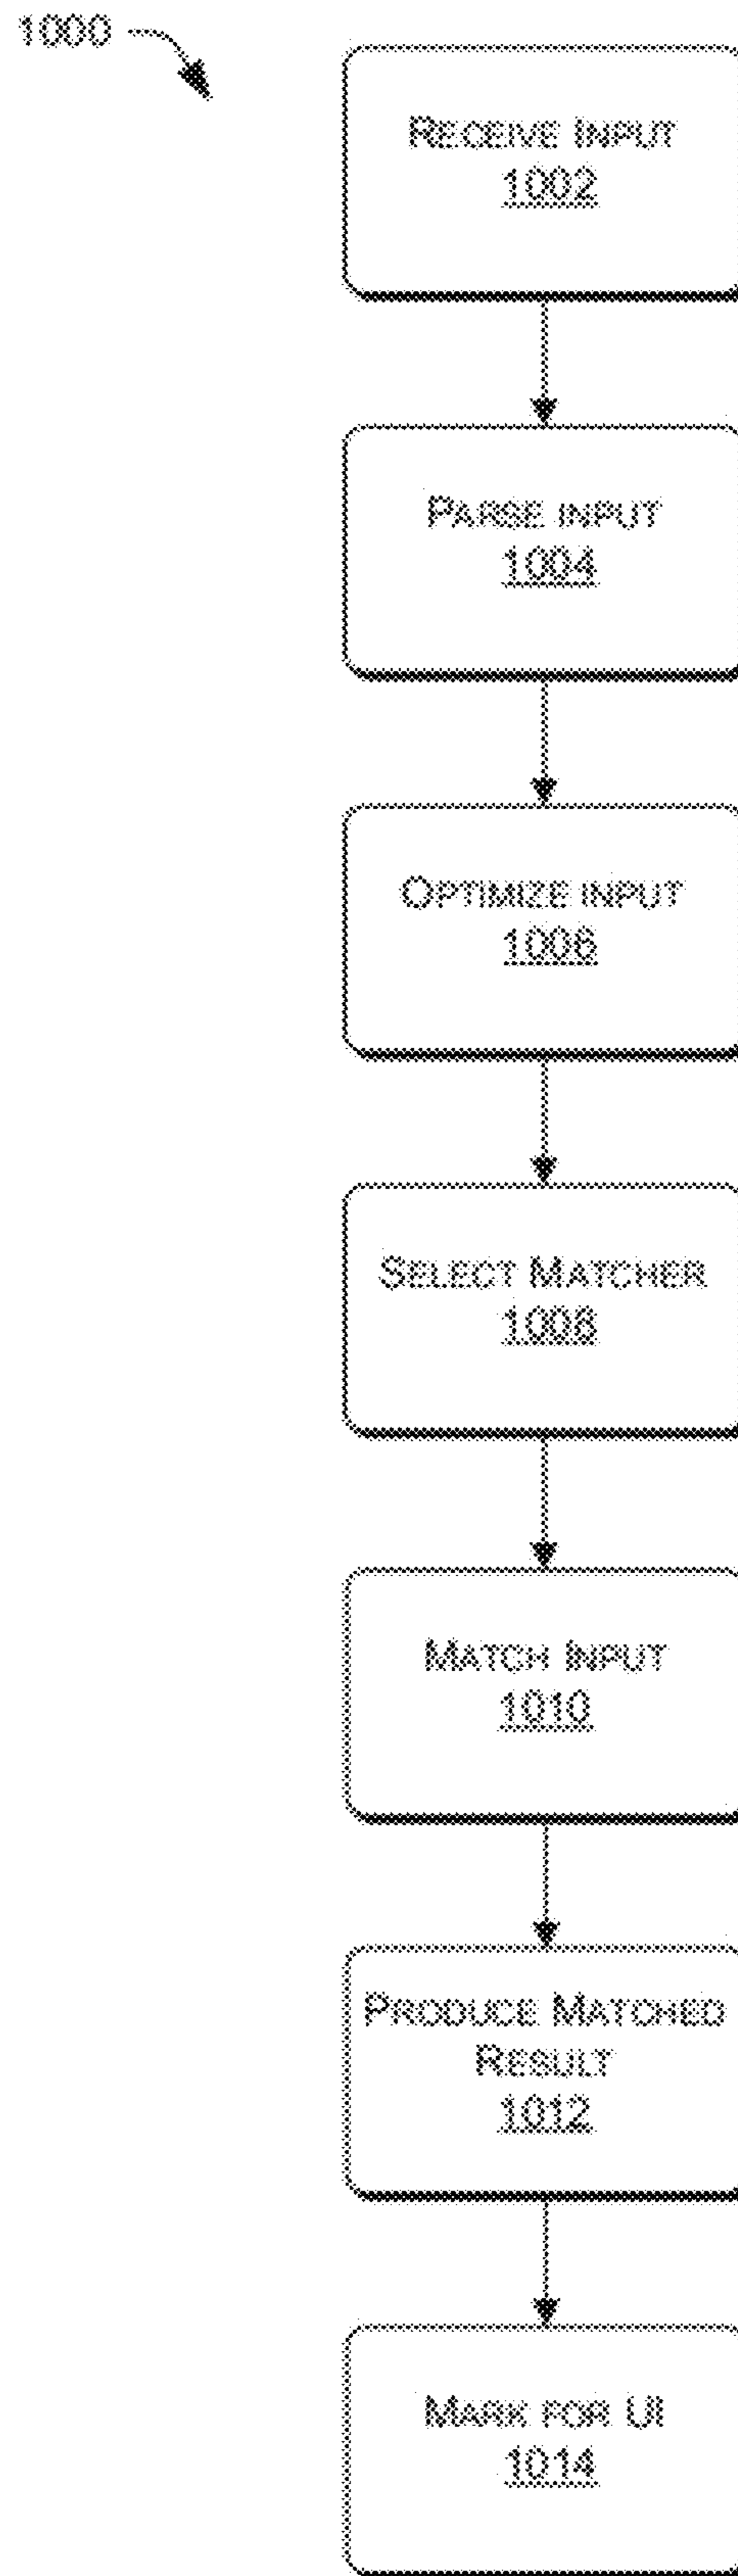 1000
RECEIVE INPUT
1002
PARSE INPUT
1004
OPTIMIZE INPUT
1006
SELECT MATCHER
1008
MATCH INPUT
1010
PRODUCE MATCHED
RESULT
1012
MARK FOR UI
1014